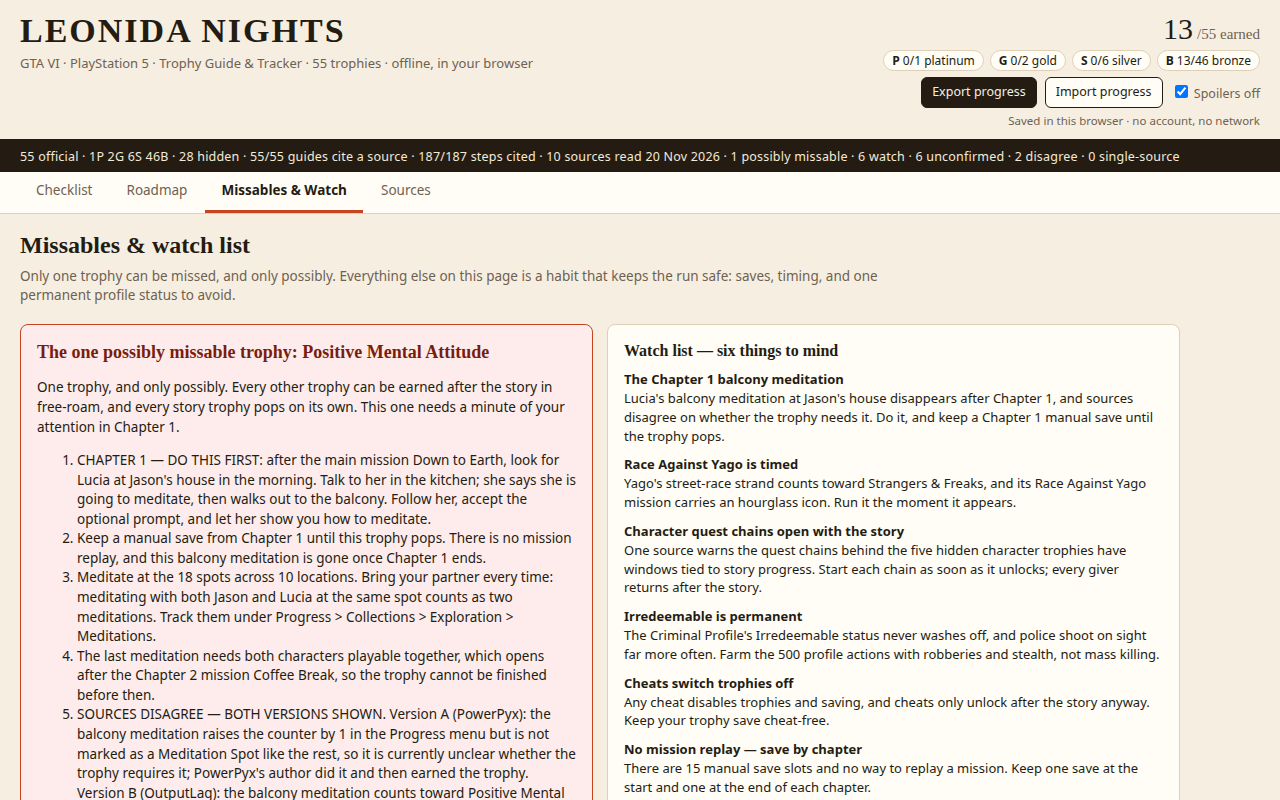 LEONIDA NIGHTS
GTA VI · PlayStation 5 · Trophy Guide & Tracker · 55 trophies · offline, in your browser
13 /55 earned
P 0/1 platinum
G 0/2 gold
S 0/6 silver
B 13/46 bronze
Export progress
Import progress
Spoilers off
Saved in this browser · no account, no network
55 official · 1P 2G 6S 46B · 28 hidden · 55/55 guides cite a source · 187/187 steps cited · 10 sources read 20 Nov 2026 · 1 possibly missable · 6 watch · 6 unconfirmed · 2 disagree · 0 single-source
Checklist
Roadmap
Missables & Watch
Sources
Missables & watch list
Only one trophy can be missed, and only possibly. Everything else on this page is a habit that keeps the run safe: saves, timing, and one
permanent profile status to avoid.
The one possibly missable trophy: Positive Mental Attitude
One trophy, and only possibly. Every other trophy can be earned after the story in
free-roam, and every story trophy pops on its own. This one needs a minute of your
attention in Chapter 1.
1. CHAPTER 1 — DO THIS FIRST: after the main mission Down to Earth, look for
Lucia at Jason's house in the morning. Talk to her in the kitchen; she says she is
going to meditate, then walks out to the balcony. Follow her, accept the
optional prompt, and let her show you how to meditate.
2. Keep a manual save from Chapter 1 until this trophy pops. There is no mission
replay, and this balcony meditation is gone once Chapter 1 ends.
3. Meditate at the 18 spots across 10 locations. Bring your partner every time:
meditating with both Jason and Lucia at the same spot counts as two
meditations. Track them under Progress > Collections > Exploration >
Meditations.
4. The last meditation needs both characters playable together, which opens
after the Chapter 2 mission Coffee Break, so the trophy cannot be finished
before then.
5. SOURCES DISAGREE — BOTH VERSIONS SHOWN. Version A (PowerPyx): the
balcony meditation raises the counter by 1 in the Progress menu but is not
marked as a Meditation Spot like the rest, so it is currently unclear whether the
trophy requires it; PowerPyx's author did it and then earned the trophy.
Version B (OutputLag): the balcony meditation counts toward Positive Mental
Watch list — six things to mind
The Chapter 1 balcony meditation
Lucia's balcony meditation at Jason's house disappears after Chapter 1, and sources
disagree on whether the trophy needs it. Do it, and keep a Chapter 1 manual save until
the trophy pops.
Race Against Yago is timed
Yago's street-race strand counts toward Strangers & Freaks, and its Race Against Yago
mission carries an hourglass icon. Run it the moment it appears.
Character quest chains open with the story
One source warns the quest chains behind the five hidden character trophies have
windows tied to story progress. Start each chain as soon as it unlocks; every giver
returns after the story.
Irredeemable is permanent
The Criminal Profile's Irredeemable status never washes off, and police shoot on sight
far more often. Farm the 500 profile actions with robberies and stealth, not mass killing.
Cheats switch trophies off
Any cheat disables trophies and saving, and cheats only unlock after the story anyway.
Keep your trophy save cheat-free.
No mission replay — save by chapter
There are 15 manual save slots and no way to replay a mission. Keep one save at the
start and one at the end of each chapter.